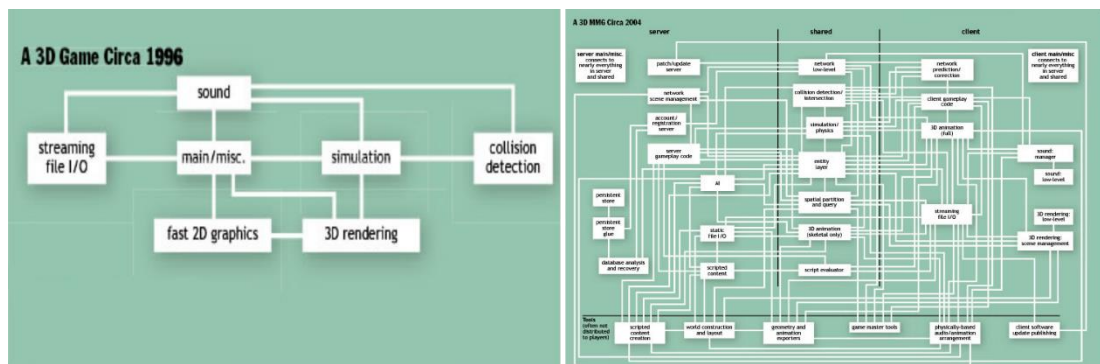 A 3D Game Circa 1996
sound
streaming
file I/O
main/misc.
simulation
collision
detection
fast 2D graphics
3D rendering
A 3D MMG Circa 2004
server
shared
client
server main/misc.
connects to
nearly everything
in server
and shared
patch/update
server
network
low-level
network
prediction/
correction
client main/misc
connects to
nearly everything
in server
and shared
network
scene management
collision detection/
intersection
client gameplay
code
account/
registration
server
simulation/
physics
3D animation
(full)
server
gameplay code
entity
layer
sound:
manager
sound:
low-level
ai
spatial partition
and query
persistent
store
streaming
file I/O
3D rendering:
low-level
persistent
store glue
static
file I/O
3D animation
(skeletal only)
3D rendering:
scene management
database analysis
and recovery
scripted
content
script evaluator
Tools
(often not
distributed
to players)
scripted
content
creation
world construction
and layout
geometry and
animation
exporters
game master tools
physically-based
audio/animation
arrangement
client software
update publishing